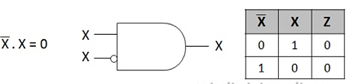 X̅ . X = 0
X
X
X
X̅ X Z
0 1 0
1 0 0